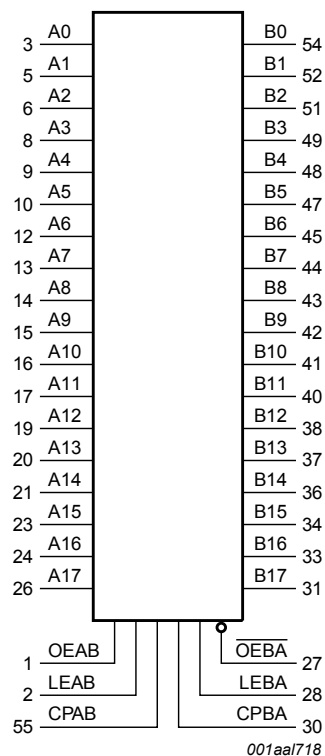 3 A0 B0 54
5 A1 B1 52
6 A2 B2 51
8 A3 B3 49
9 A4 B4 48
10 A5 B5 47
12 A6 B6 45
13 A7 B7 44
14 A8 B8 43
15 A9 B9 42
16 A10 B10 41
17 A11 B11 40
19 A12 B12 38
20 A13 B13 37
21 A14 B14 36
23 A15 B15 34
24 A16 B16 33
26 A17 B17 31
1 OEAB O̅E̅B̅A̅ 27
2 LEAB LEBA 28
55 CPAB CPBA 30
001aal718